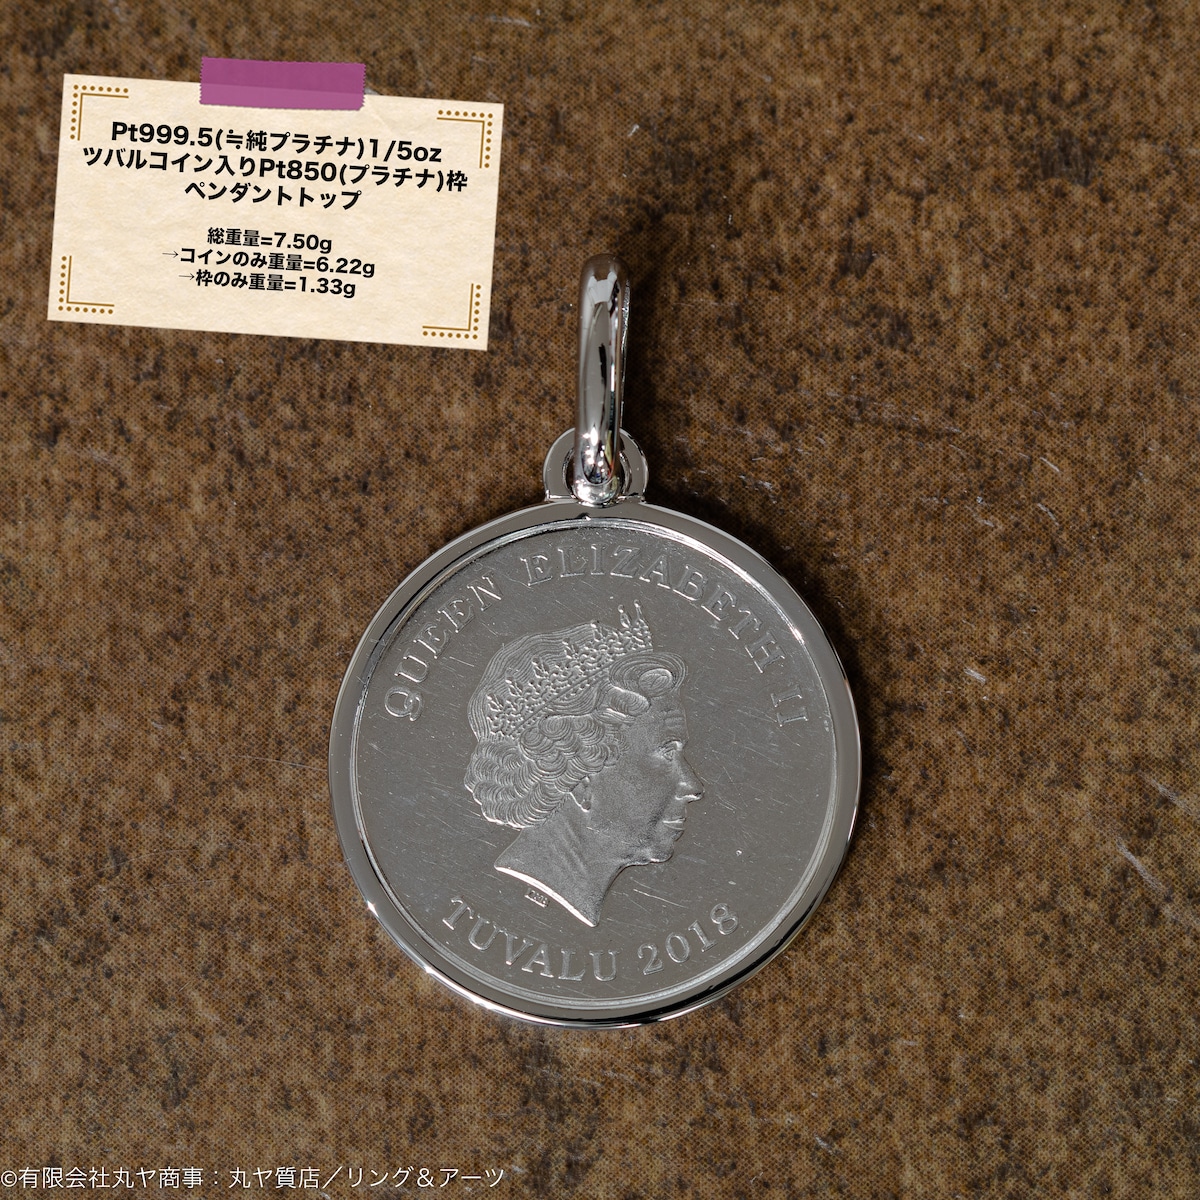 Pt999.5(≒純プラチナ)1/5oz
ツバルコイン入りPt850(プラチナ)枠
ペンダントトップ
総重量=7.50g
→コインのみ重量=6.22g
→枠のみ重量=1.33g
QUEEN ELIZABETH II
TUVALU 2018
©有限会社丸ヤ商事：丸ヤ質店／リング＆アーツ